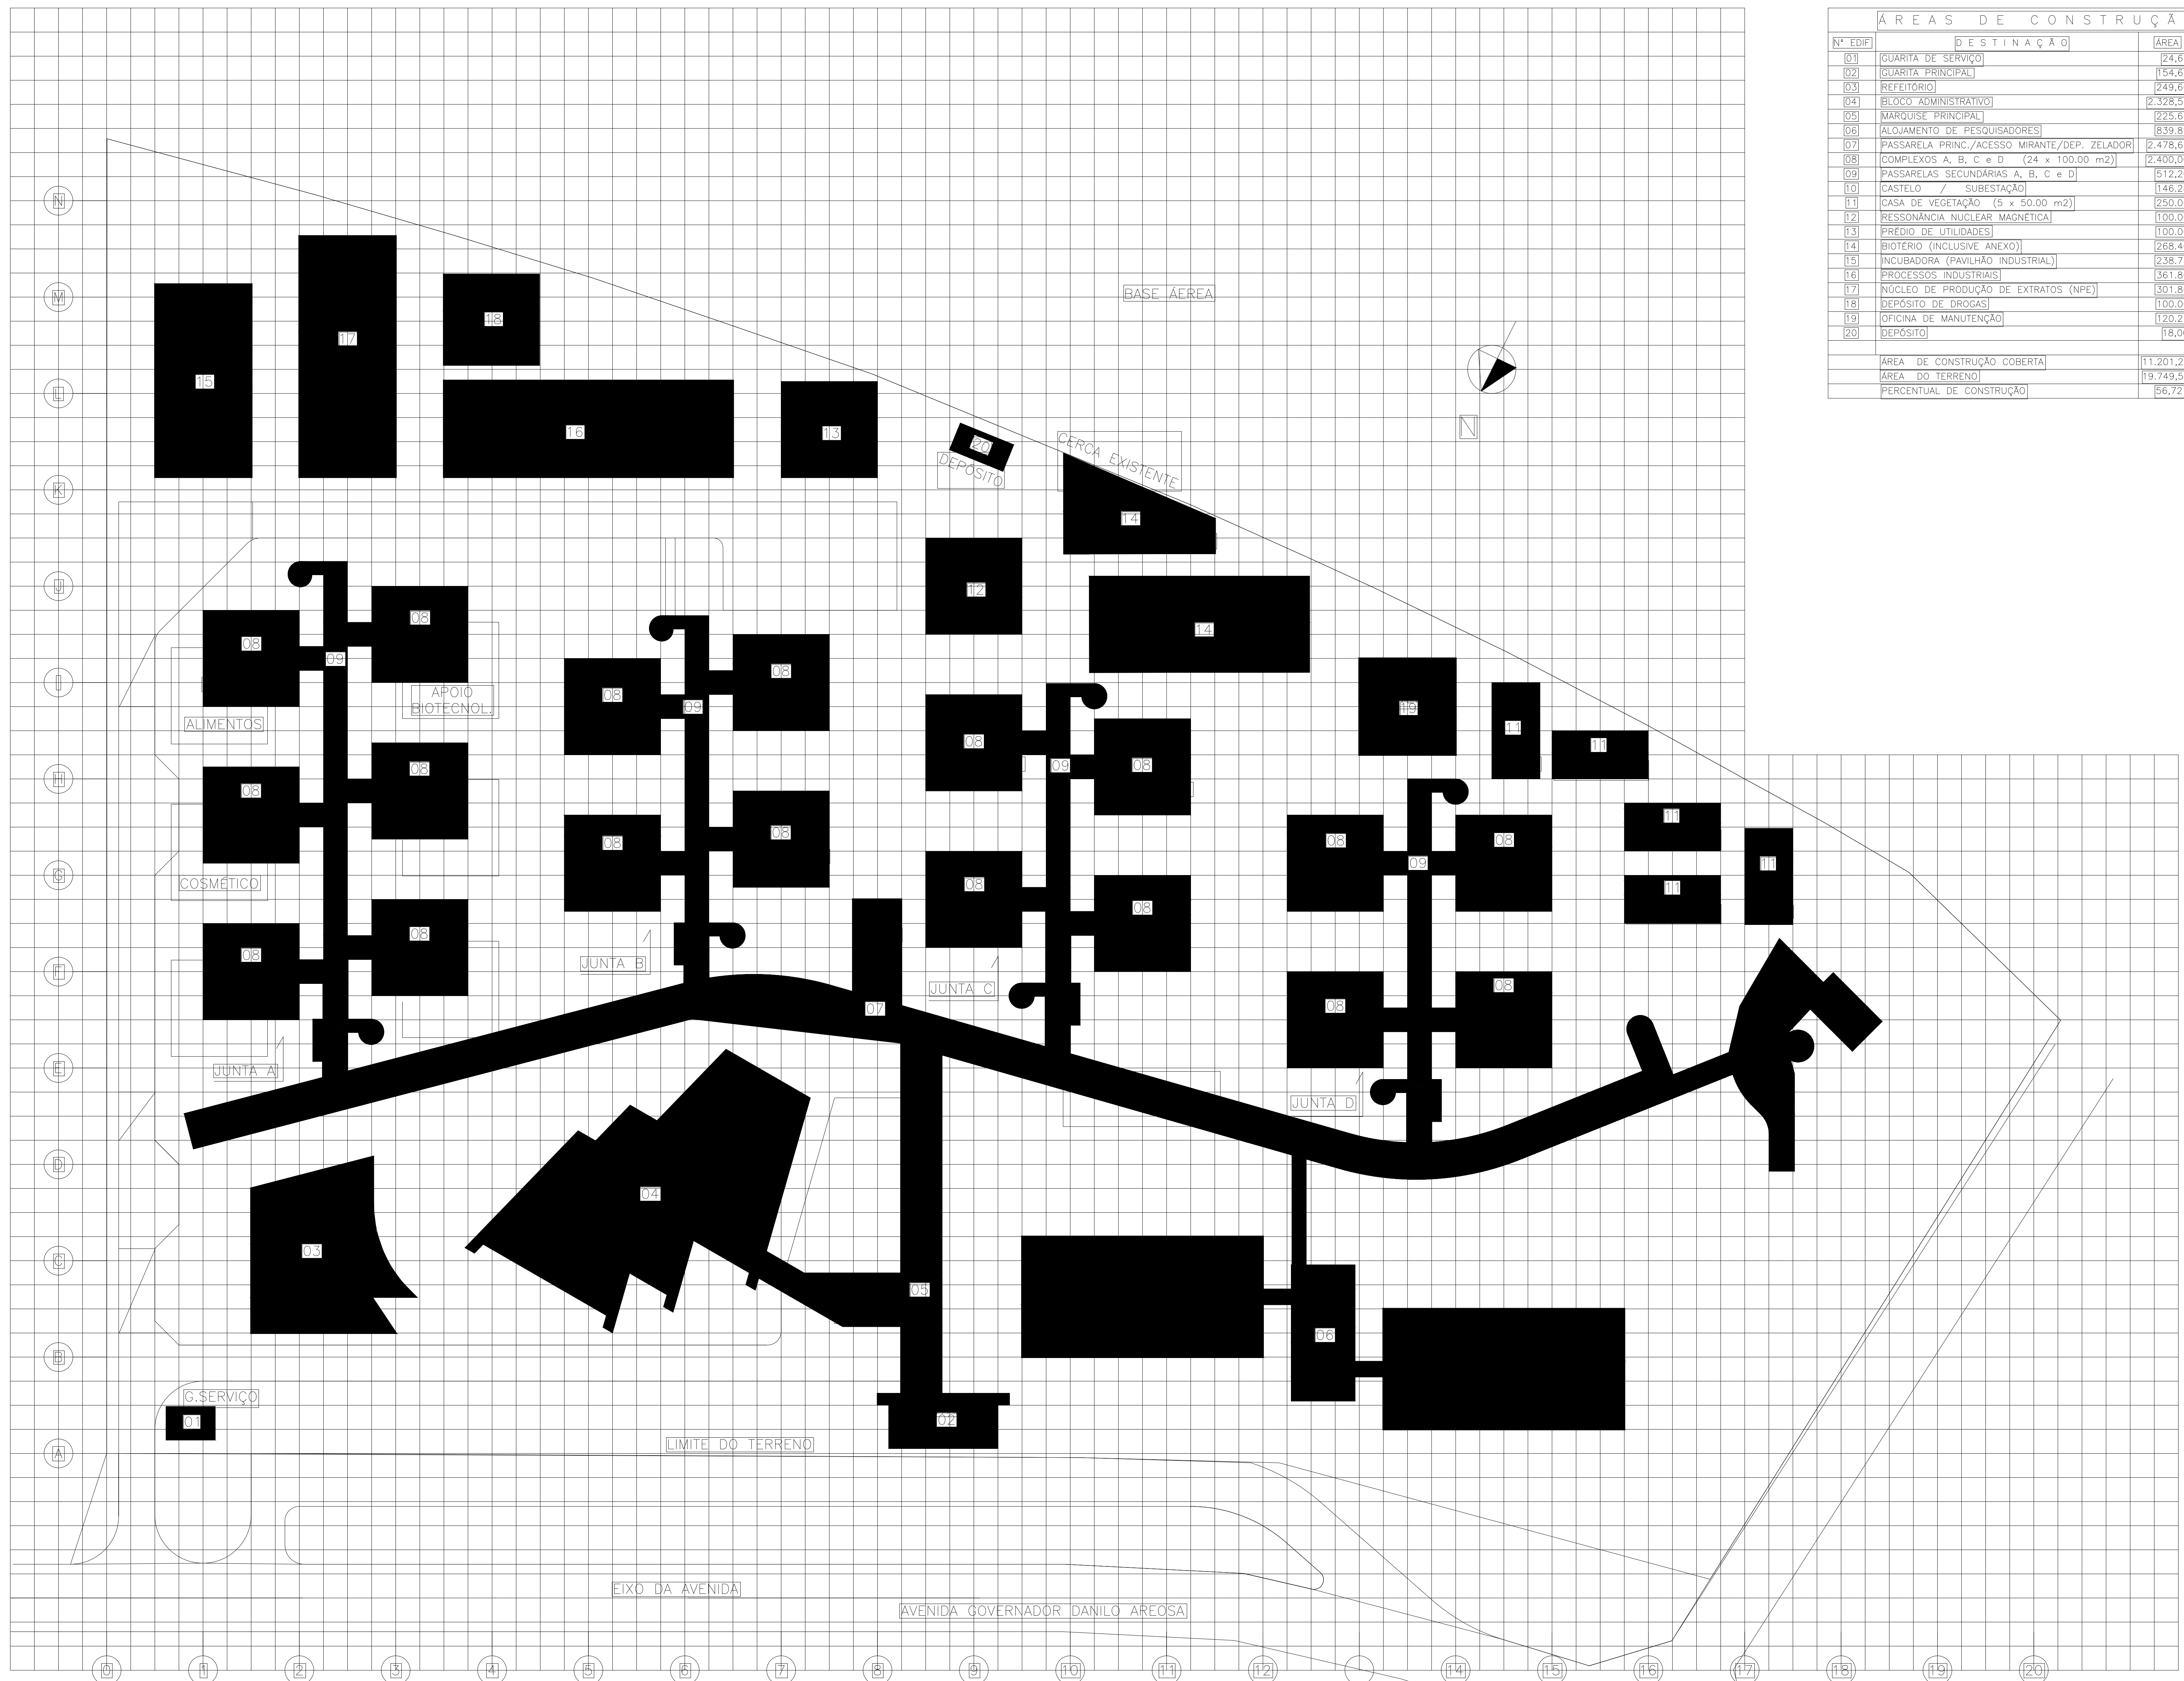 ÁREAS DE CONSTRUÇÃ
N° EDIF DESTINAÇÃO ÁREA
01 GUARITA DE SERVIÇO 24,6
02 GUARITA PRINCIPAL 154,6
03 REFEITÓRIO 249,6
04 BLOCO ADMINISTRATIVO 2.328,5
05 MARQUISE PRINCIPAL 225.6
06 ALOJAMENTO DE PESQUISADORES 839.8
07 PASSARELA PRINC./ACESSO MIRANTE/DEP. ZELADOR 2.478,6
08 COMPLEXOS A, B, C e D (24 x 100.00 m2) 2.400,0
09 PASSARELAS SECUNDÁRIAS A, B, C e D 512,2
10 CASTELO / SUBESTAÇÃO 146.2
11 CASA DE VEGETAÇÃO (5 x 50.00 m2) 250.0
12 RESSONÂNCIA NUCLEAR MAGNÉTICA 100.0
13 PRÉDIO DE UTILIDADES 100.0
14 BIOTÉRIO (INCLUSIVE ANEXO) 268.4
15 INCUBADORA (PAVILHÃO INDUSTRIAL) 238.7
16 PROCESSOS INDUSTRIAIS 361.8
17 NÚCLEO DE PRODUÇÃO DE EXTRATOS (NPE) 301.8
18 DEPÓSITO DE DROGAS 100.0
19 OFICINA DE MANUTENÇÃO 120.2
20 DEPÓSITO 18,0
ÁREA DE CONSTRUÇÃO COBERTA 11.201,2
ÁREA DO TERRENO 19.749,5
PERCENTUAL DE CONSTRUÇÃO 56,72
N
BASE ÁEREA
M
18
17
15
L
N
16
13
20
DEPÓSITO
CERCA EXISTENTE
K
14
J
12
08
08
14
09
08
08
I
APOIO
BIOTECNOL.
09
19
ALIMENTOS
08
11
11
08
09
08
H
08
11
08
08
08
08
09
08
11
G
COSMÉTICO
08
08
11
08
08
F
JUNTA B
JUNTA C
08
08
07
E
JUNTA A
JUNTA D
D
04
C
03
05
06
B
G.SERVIÇO
01
02
LIMITE DO TERRENO
A
EIXO DA AVENIDA
AVENIDA GOVERNADOR DANILO AREOSA
0 1 2 3 4 5 6 7 8 9 10 11 12 14 15 16 17 18 19 20